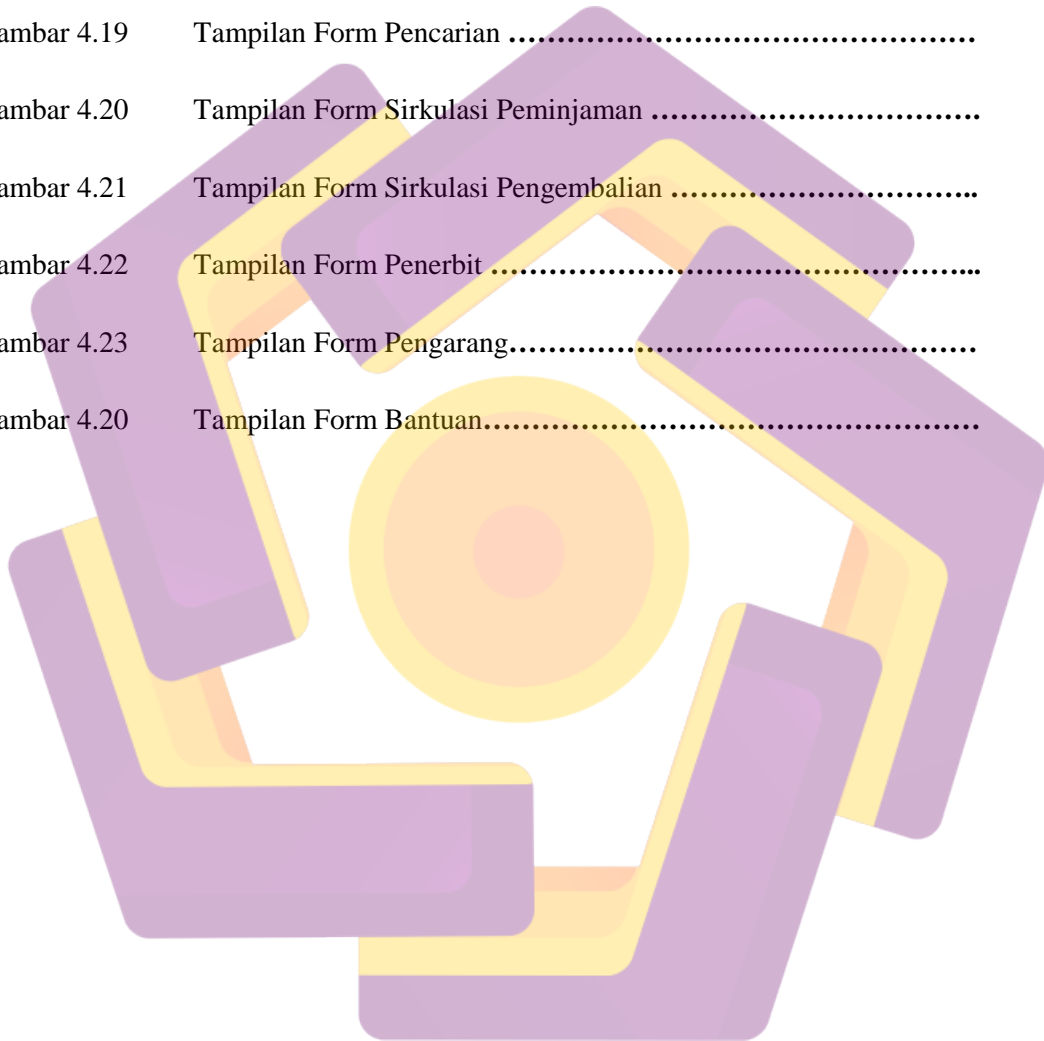 ambar 4.19 Tampilan Form Pencarian ……………………………………………
ambar 4.20 Tampilan Form Sirkulasi Peminjaman …………………………….
ambar 4.21 Tampilan Form Sirkulasi Pengembalian …………………………..
ambar 4.22 Tampilan Form Penerbit ……………………………………………...
ambar 4.23 Tampilan Form Pengarang……………………………………………
ambar 4.20 Tampilan Form Bantuan………………………………………………